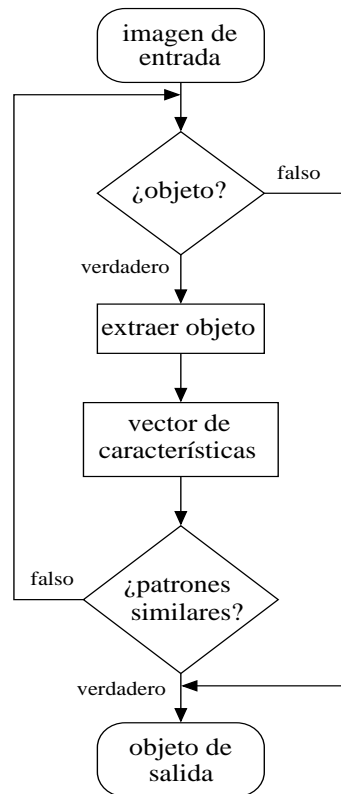 imagen de
entrada
¿objeto?
falso
verdadero
extraer objeto
vector de
características
falso
¿patrones
similares?
verdadero
objeto de
salida